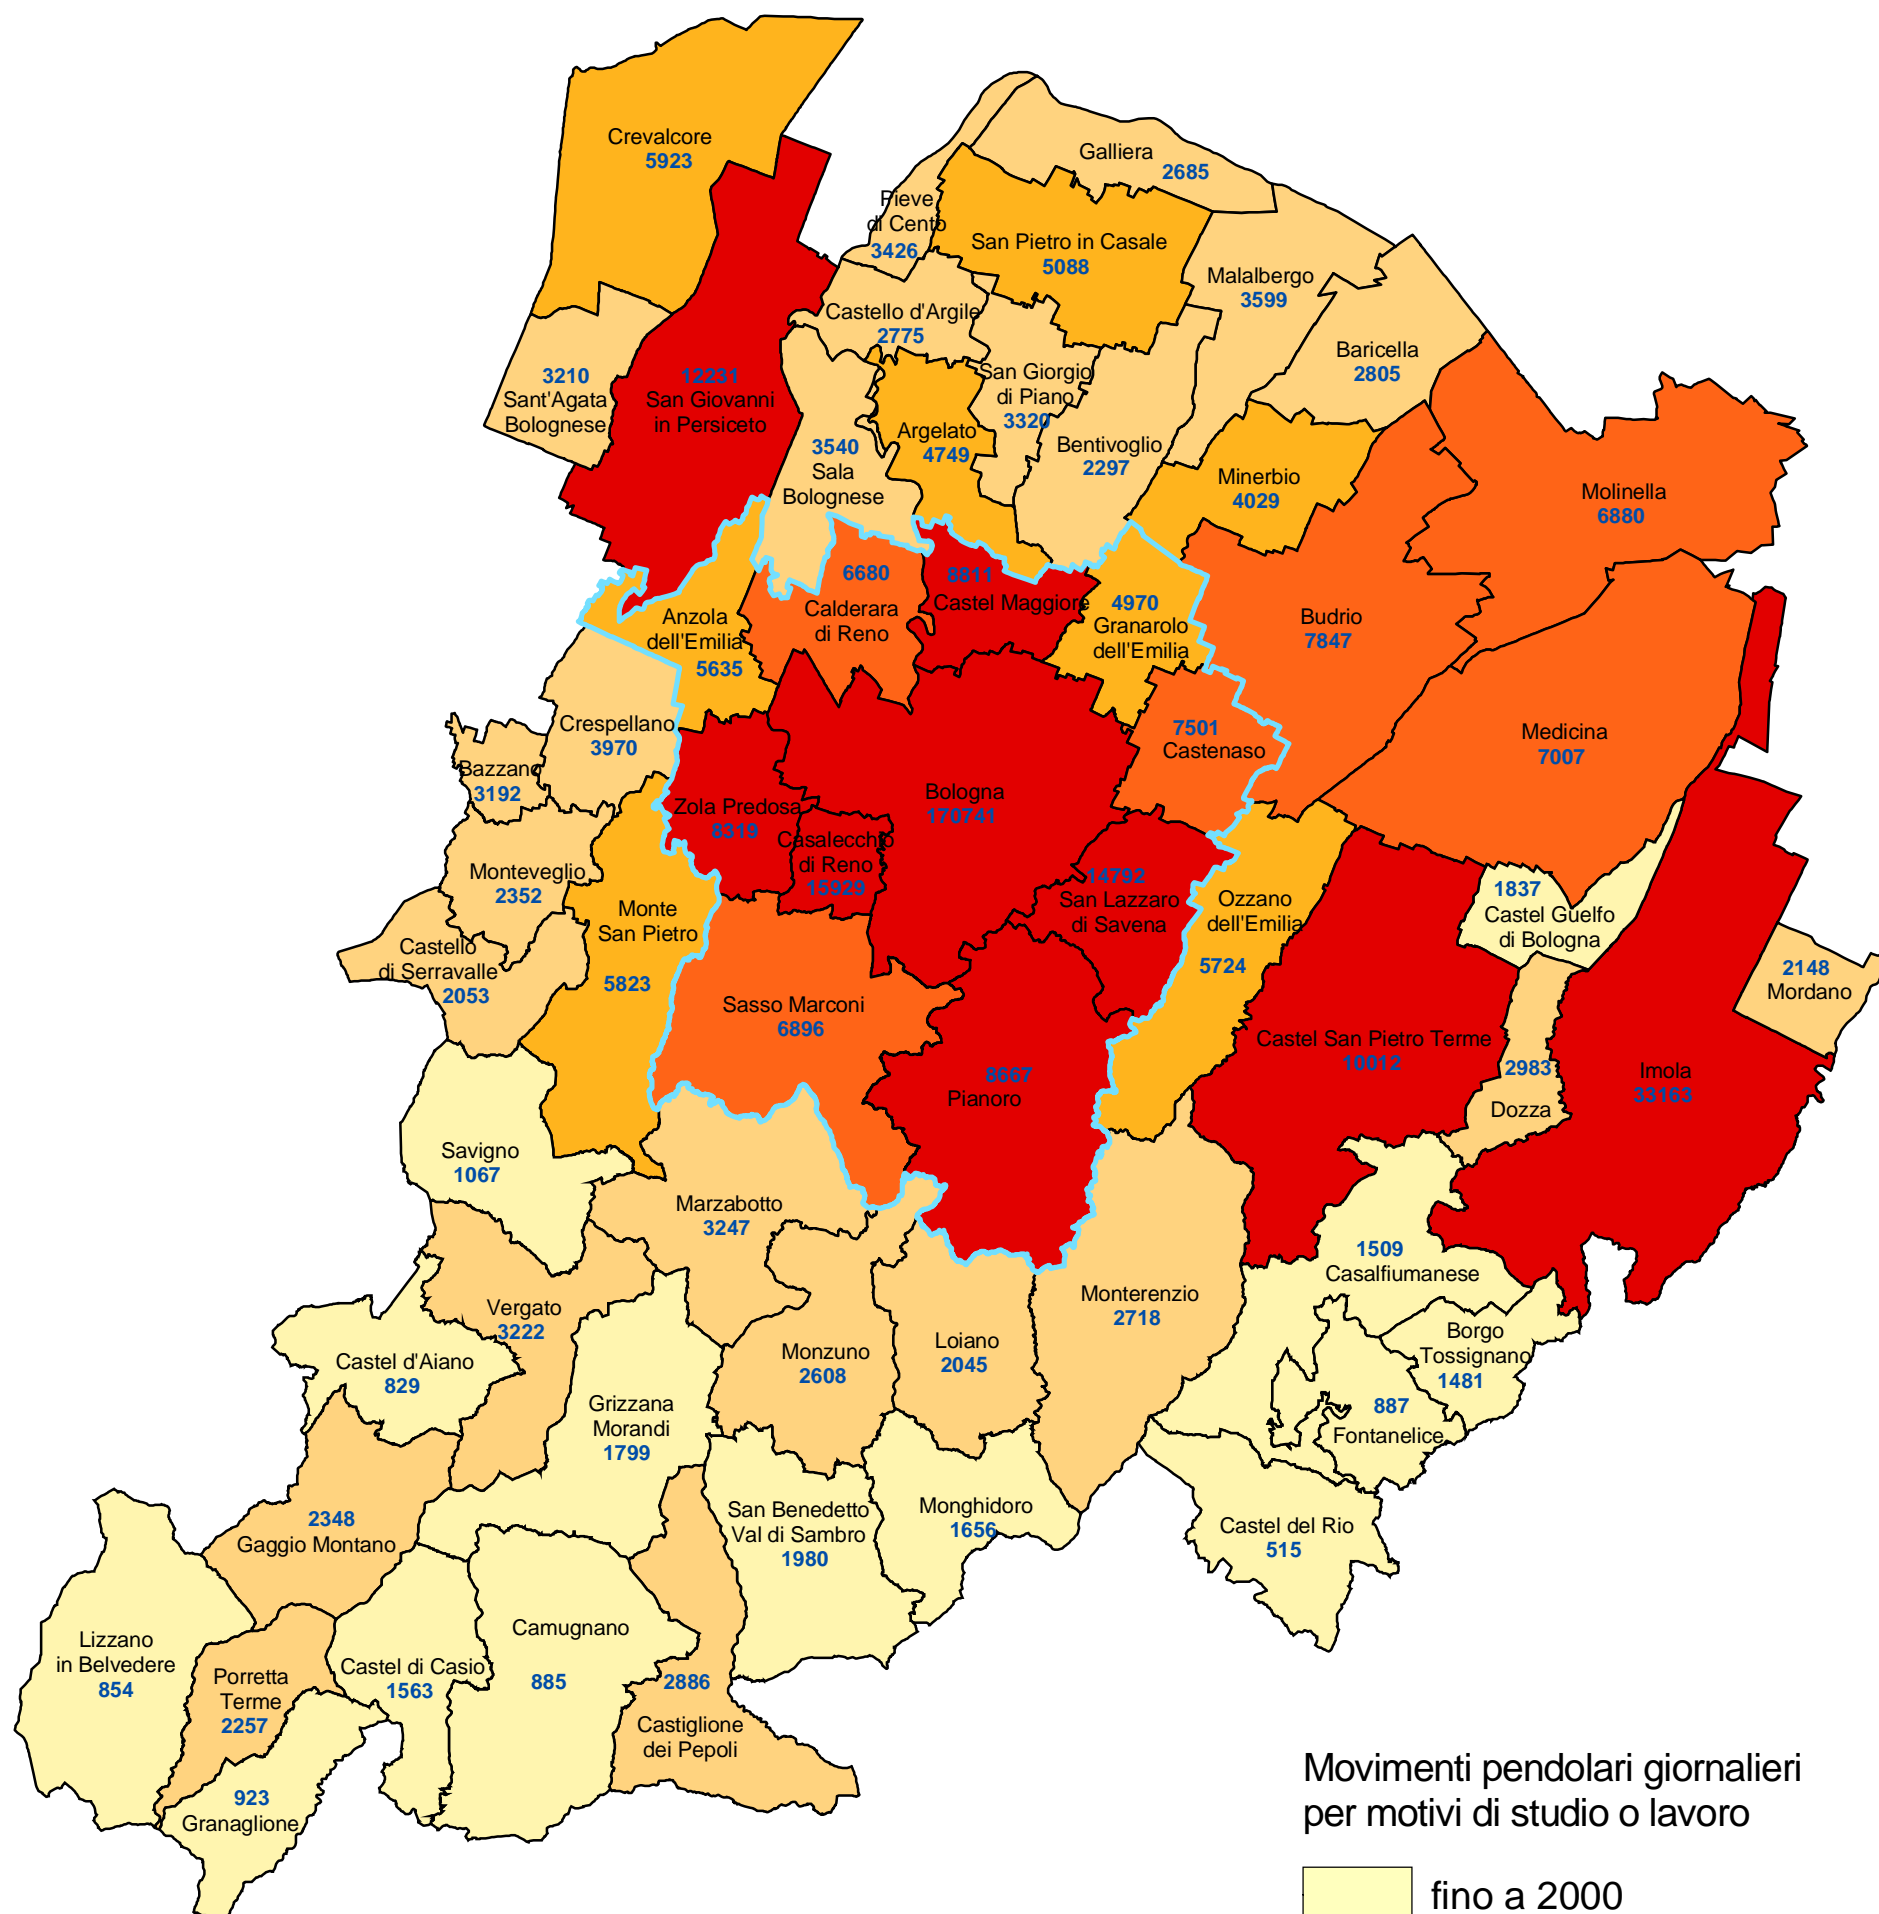 Crevalcore
5923
Galliera
2685
Pieve
di Cento
3426
San Pietro in Casale
5088
Malalbergo
3599
Castello d'Argile
2775
Baricella
2805
3210
Sant'Agata
Bolognese
12231
San Giovanni
in Persiceto
San Giorgio
di Piano
3320
Argelato
4749
Bentivoglio
2297
3540
Sala
Bolognese
Minerbio
4029
Molinella
6880
6680
Calderara
di Reno
8811
Castel Maggiore
4970
Granarolo
dell'Emilia
Anzola
dell'Emilia
5635
Budrio
7847
Crespellano
3970
7501
Castenaso
Medicina
7007
Bazzano
3192
Zola Predosa
8319
Bologna
170741
Casalecchio
di Reno
15929
Monteveglio
2352
14792
San Lazzaro
di Savena
Ozzano
dell'Emilia
5724
1837
Castel Guelfo
di Bologna
Monte
San Pietro
5823
Castello
di Serravalle
2053
2148
Mordano
Sasso Marconi
6896
Castel San Pietro Terme
10012
2983
Dozza
Imola
33163
8667
Pianoro
Savigno
1067
Marzabotto
3247
1509
Casalfiumanese
Vergato
3222
Monterenzio
2718
Borgo
Tossignano
1481
Castel d'Aiano
829
Monzuno
2608
Loiano
2045
Grizzana
Morandi
1799
887
Fontanelice
2348
Gaggio Montano
San Benedetto
Val di Sambro
1980
Monghidoro
1656
Castel del Rio
515
Lizzano
in Belvedere
854
Camugnano
885
Porretta
Terme
2257
Castel di Casio
1563
2886
Castiglione
dei Pepoli
923
Granaglione
Movimenti pendolari giornalieri
per motivi di studio o lavoro
fino a 2000